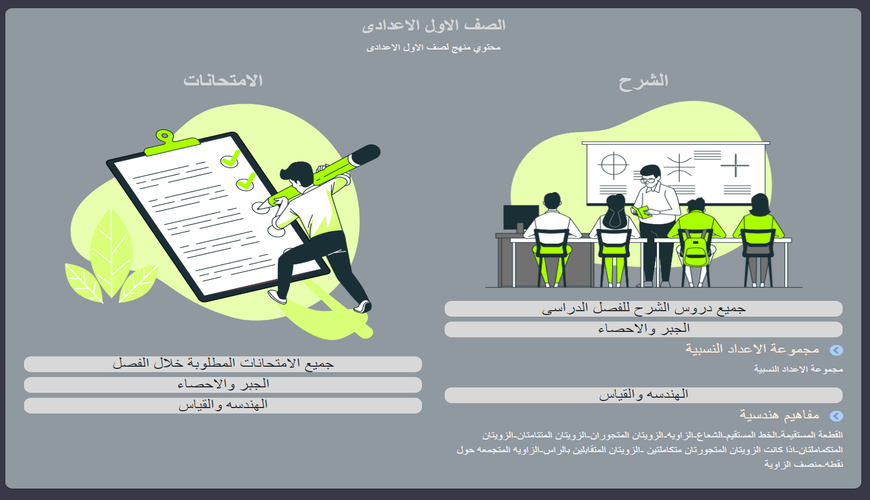 الصف الاول الاعدادى
محتوي منهج لصف الاول الاعدادى
الشرح
جميع دروس الشرح للفصل الدراسى
الجبر والاحصاء
مجموعة الاعداد النسبية
مجموعة الاعداد النسبية
الهندسه والقياس
مفاهيم هندسية
القطعة المستقيمة-الخط المستقيم-الشعاع-الزاويه-الزويتان المتجوران-الزويتان المتتامتان-الزويتان
المتكاملتان-اذا كانت الزويتان المتجورتان متكاملتين -الزويتان المتقابلين بالراس-الزاويه المتجمعه حول
نقطه-منصف الزاوية
الامتحانات
جميع الامتحانات المطلوبة خلال الفصل
الجبر والاحصاء
الهندسه والقياس